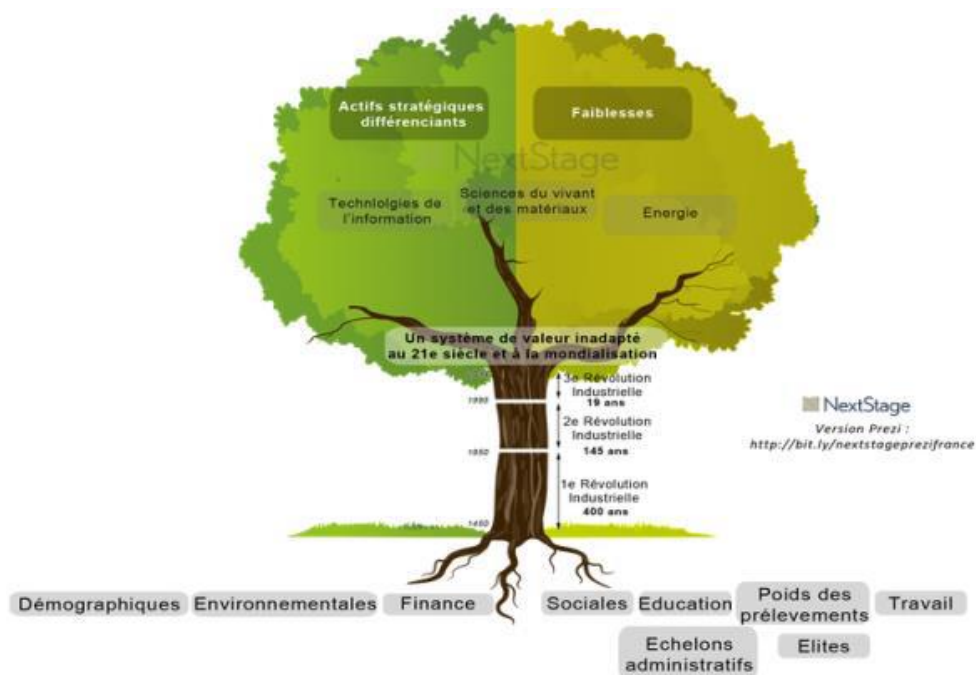 Actifs stratégiques
différenciants
Faiblesses
NextStage
Technlolgies de
l'information
Sciences du vivant
et des matériaux
Energie
Un système de valeur inadapté
au 21e siècle et à la mondialisation
3e Révolution
Industrielle
19 ans
1990
2e Révolution
Industrielle
145 ans
1850
1e Révolution
Industrielle
400 ans
1450
NextStage
Version Prezi :
http://bit.ly/nextstageprezifrance
Démographiques
Environnementales
Finance
Sociales
Education
Poids des
prélevements
Travail
Echelons
administratifs
Elites